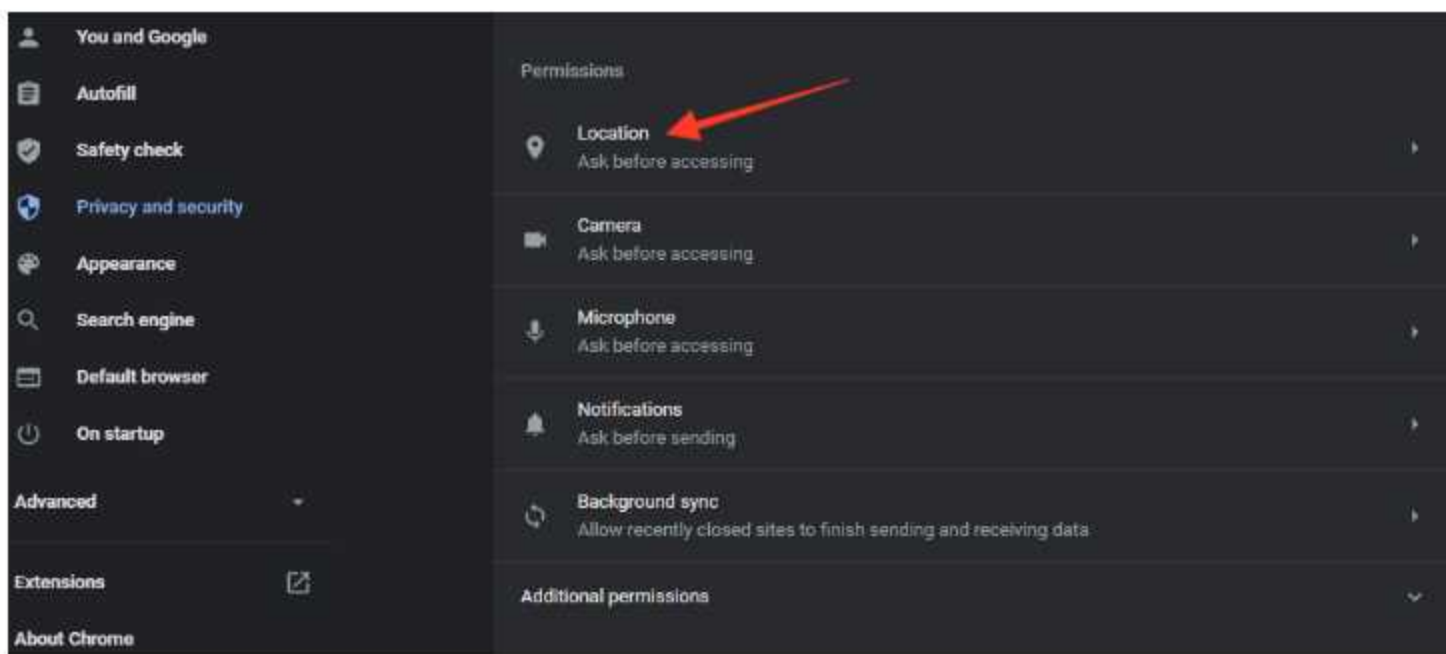 You and Google
Autofill
Safety check
Privacy and security
Appearance
Search engine
Default browser
On startup
Advanced
Extensions
About Chrome
Permissions
Location
Ask before accessing
Camera
Ask before accessing
Microphone
Ask before accessing
Notifications
Ask before sending
Background sync
Allow recently closed sites to finish sending and receiving data
Additional permissions